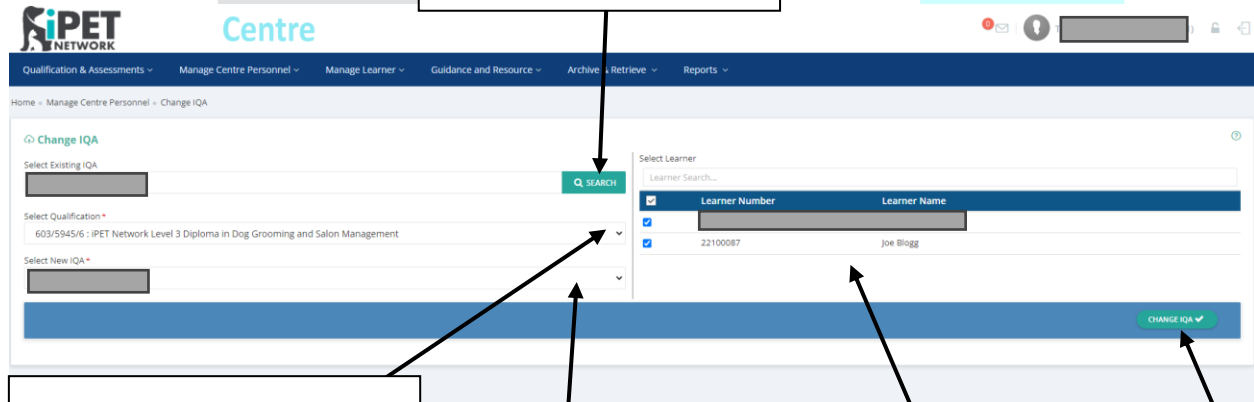 iPET
NETWORK
Centre
0
Qualification & Assessments
Manage Centre Personnel
Manage Learner
Guidance and Resource
Archive & Retrieve
Reports
Home » Manage Centre Personnel » Change IQA
Change IQA
Select Existing IQA
SEARCH
Select Qualification *
603/5945/6 : iPET Network Level 3 Diploma in Dog Grooming and Salon Management
Select New IQA *
Select Learner
Learner Search...
Learner Number Learner Name
22100087 Joe Blogg
CHANGE IQA